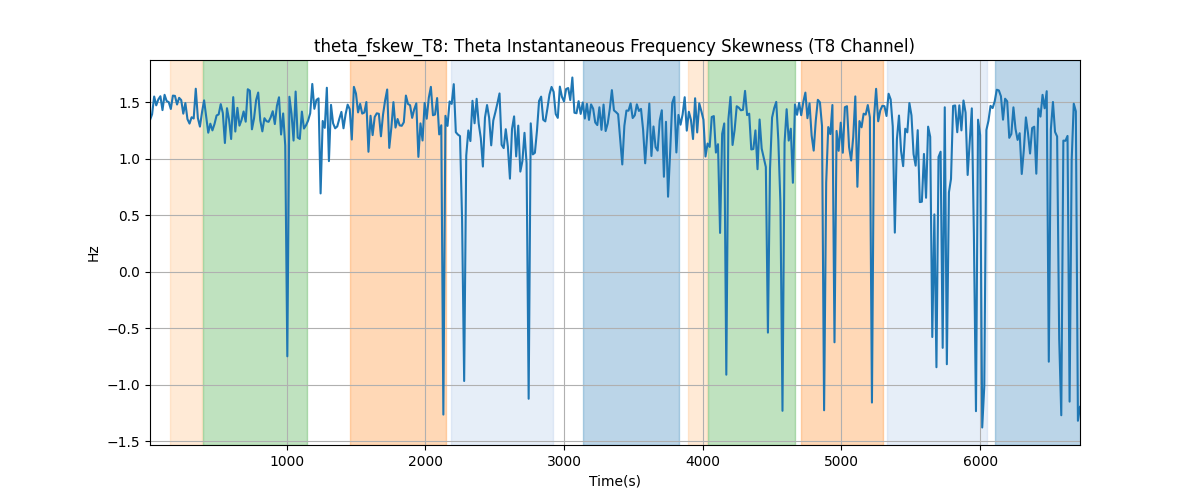 theta_fskew_T8: Theta Instantaneous Frequency Skewness (T8 Channel)
1.5
1.0
0.5
0.0
−0.5
−1.0
−1.5
Hz
1000 2000 3000 4000 5000 6000
Time(s)